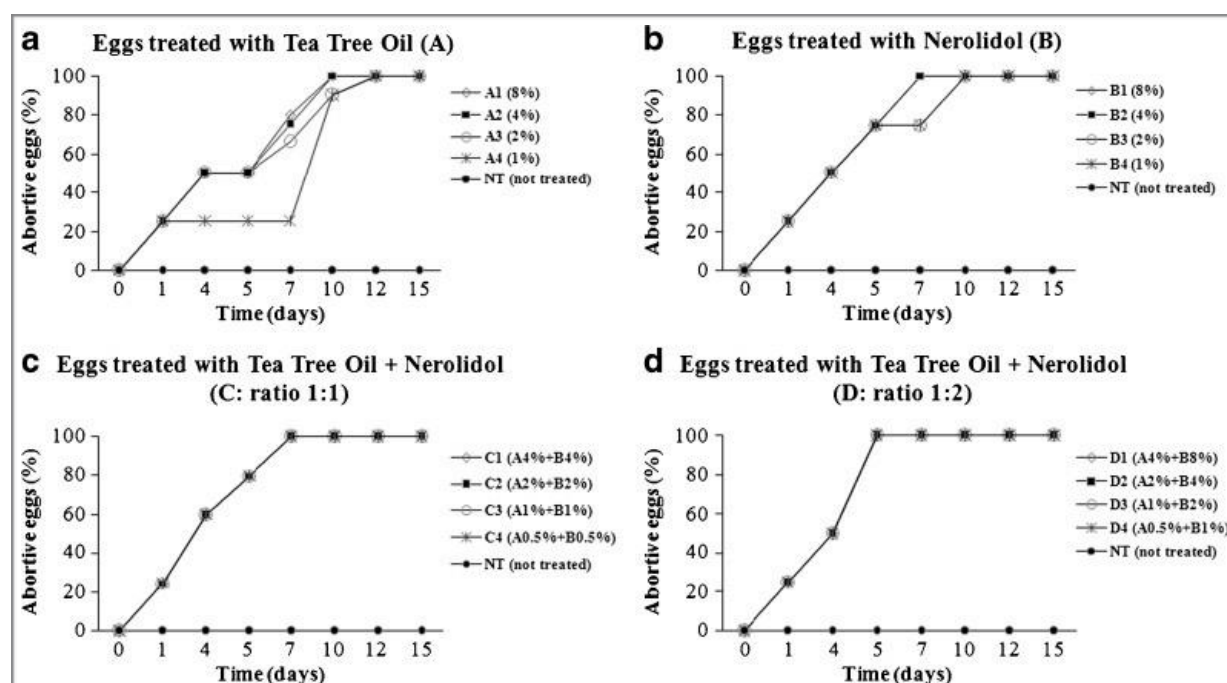 a
Eggs treated with Tea Tree Oil (A)
Abortive eggs (%)
100
80
60
40
20
0
0 1 4 5 7 10 12 15
Time (days)
A1 (8%)
A2 (4%)
A3 (2%)
A4 (1%)
NT (not treated)
b
Eggs treated with Nerolidol (B)
Abortive eggs (%)
100
80
60
40
20
0
0 1 4 5 7 10 12 15
Time (days)
B1 (8%)
B2 (4%)
B3 (2%)
B4 (1%)
NT (not treated)
c
Eggs treated with Tea Tree Oil + Nerolidol
(C: ratio 1:1)
Abortive eggs (%)
100
80
60
40
20
0
0 1 4 5 7 10 12 15
Time (days)
C1 (A4%+B4%)
C2 (A2%+B2%)
C3 (A1%+B1%)
C4 (A0.5%+B0.5%)
NT (not treated)
d
Eggs treated with Tea Tree Oil + Nerolidol
(D: ratio 1:2)
Abortive eggs (%)
100
80
60
40
20
0
0 1 4 5 7 10 12 15
Time (days)
D1 (A4%+B8%)
D2 (A2%+B4%)
D3 (A1%+B2%)
D4 (A0.5%+B1%)
NT (not treated)